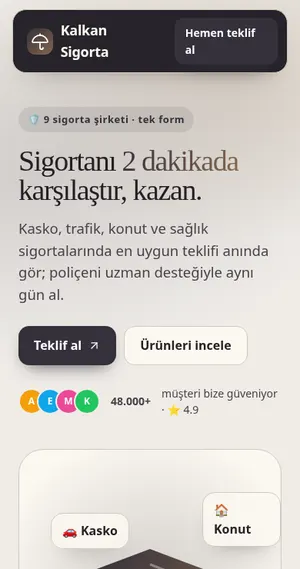 Kalkan
Sigorta
Hemen teklif
al
🛡️ 9 sigorta şirketi · tek form
Sigortanı 2 dakikada
karşılaştır, kazan.
Kasko, trafik, konut ve sağlık
sigortalarında en uygun teklifi anında
gör; poliçeni uzman desteğiyle aynı
gün al.
Teklif al ↗
Ürünleri incele
A E M K
48.000+
müşteri bize güveniyor
· ⭐ 4.9
🚗 Kasko
🏠
Konut